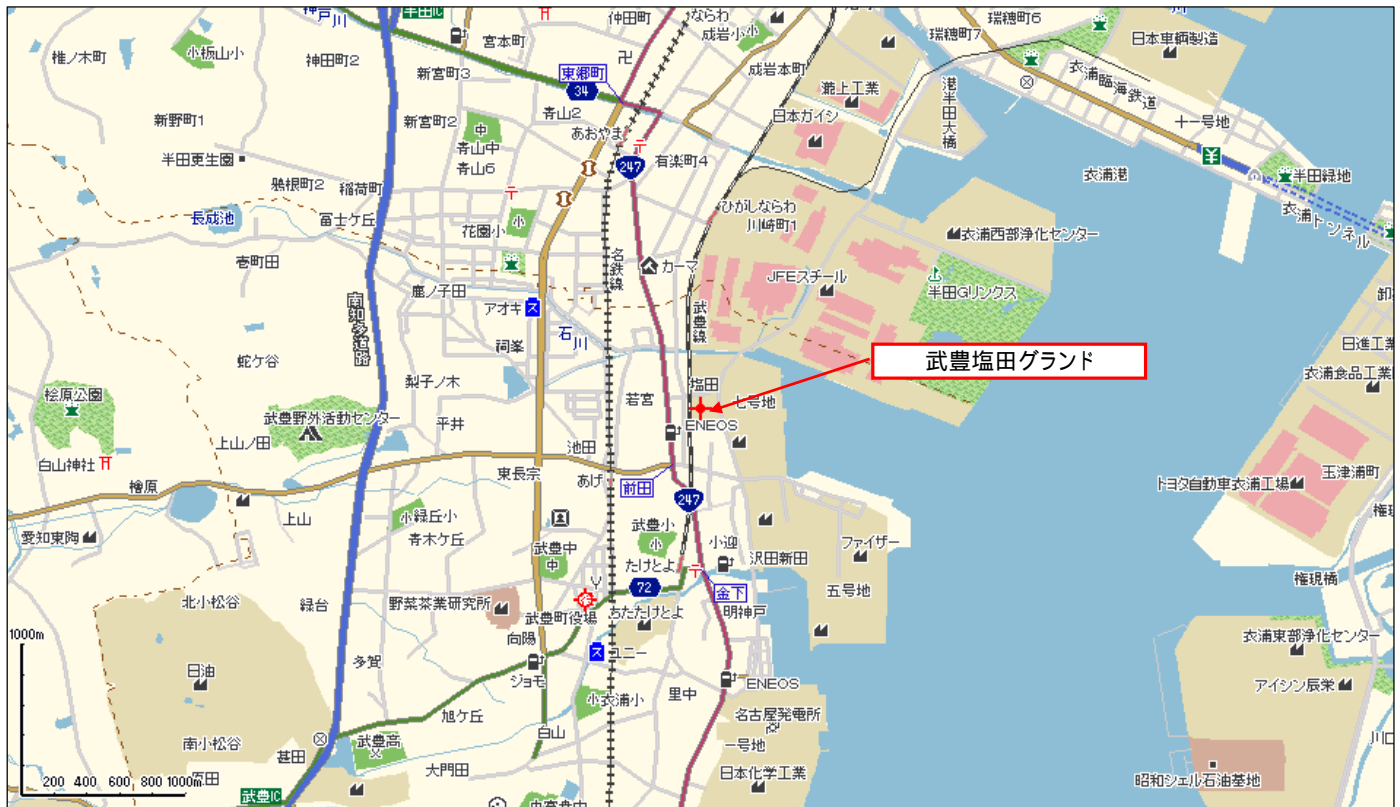 神戸川
半田IC
仲田町
ならわ
成岩小
小
瑞穂町6
瑞穂町7
日本車輌製造
椎ノ木町
小板山小
神田町2
宮本町
新宮町3
卍
成岩本町
衣浦臨海鉄道
東郷町
34
瀧上工業
港半田大橋
新野町1
新宮町2
青山2
あおやま
日本ガイシ
十一号地
中
青山中
青山6
〒
247
有楽町4
半田更生園
鴉根町2
稲荷町
〒
衣浦港
半田緑地
長成池
富士ケ丘
小
花園小
ひがしならわ
川崎町1
衣浦トンネル
衣浦西部浄化センター
壱町田
名鉄線
カーマ
JFEスチール
半田Gリンクス
鹿ノ子田
アオキ
ス
南知多道路
石川
武豊線
祠峯
日進工業
蛇ケ谷
武豊塩田グランド
梨子ノ木
塩田
衣浦食品工業
桧原公園
若宮
七号地
武豊野外活動センター
平井
ENEOS
上山ノ田
池田
白山神社
東長宗
あげ
玉津浦町
檜原
前田
トヨタ自動車衣浦工場
247
上山
小緑丘小
武豊小
小
愛知東陶
青木ケ丘
武豊中
中
小迎
沢田新田
ファイザー
たけとよ
〒
72
金下
五号地
権現橋
北小松谷
緑台
野菜茶業研究所
武豊町役場
ちたたけとよ
明神戸
1000m
向陽
衣浦東部浄化センター
多賀
ス
ユニー
日油
ジョモ
ENEOS
アイシン辰栄
里中
旭ケ丘
小衣浦小
名古屋発電所
白山
南小松谷
甚田
武豊高
一号地
大門田
日本化学工業
昭和シェル石油基地
200 400 600 800 1000m
武豊IC